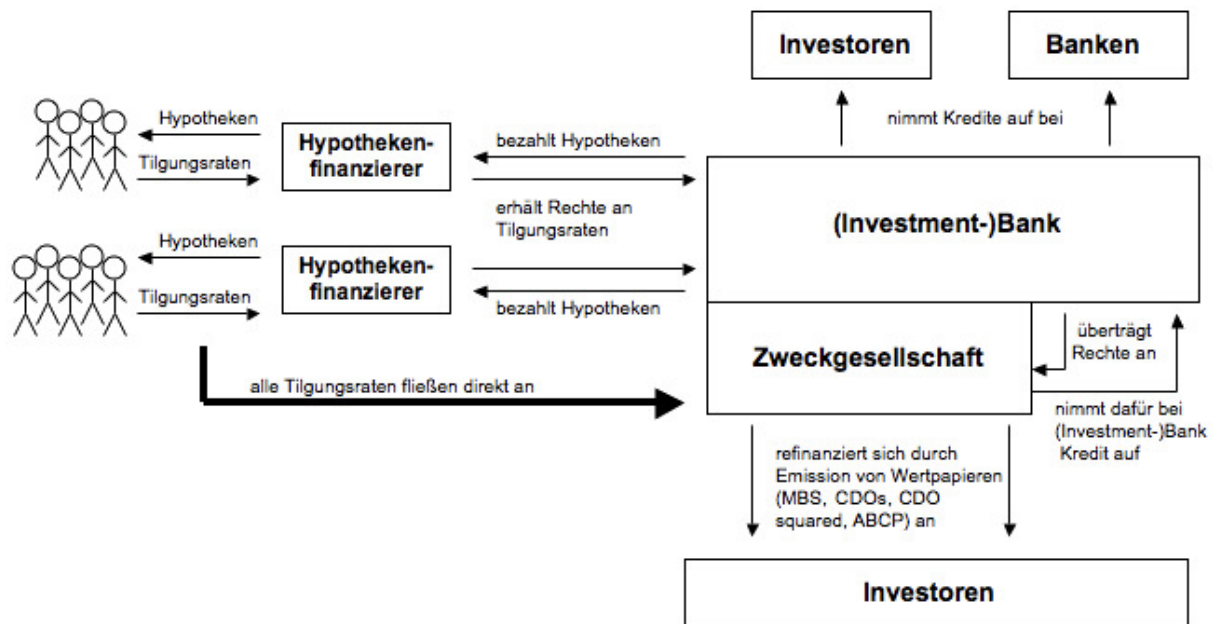 Investoren
Banken
nimmt Kredite auf bei
Hypotheken
Tilgungsraten
Hypotheken-
finanzierer
bezahlt Hypotheken
erhält Rechte an
Tilgungsraten
(Investment-)Bank
Hypotheken
Tilgungsraten
Hypotheken-
finanzierer
bezahlt Hypotheken
überträgt
Rechte an
Zweckgesellschaft
alle Tilgungsraten fließen direkt an
nimmt dafür bei
(Investment-)Bank
Kredit auf
refinanziert sich durch
Emission von Wertpapieren
(MBS, CDOs, CDO
squared, ABCP) an
Investoren